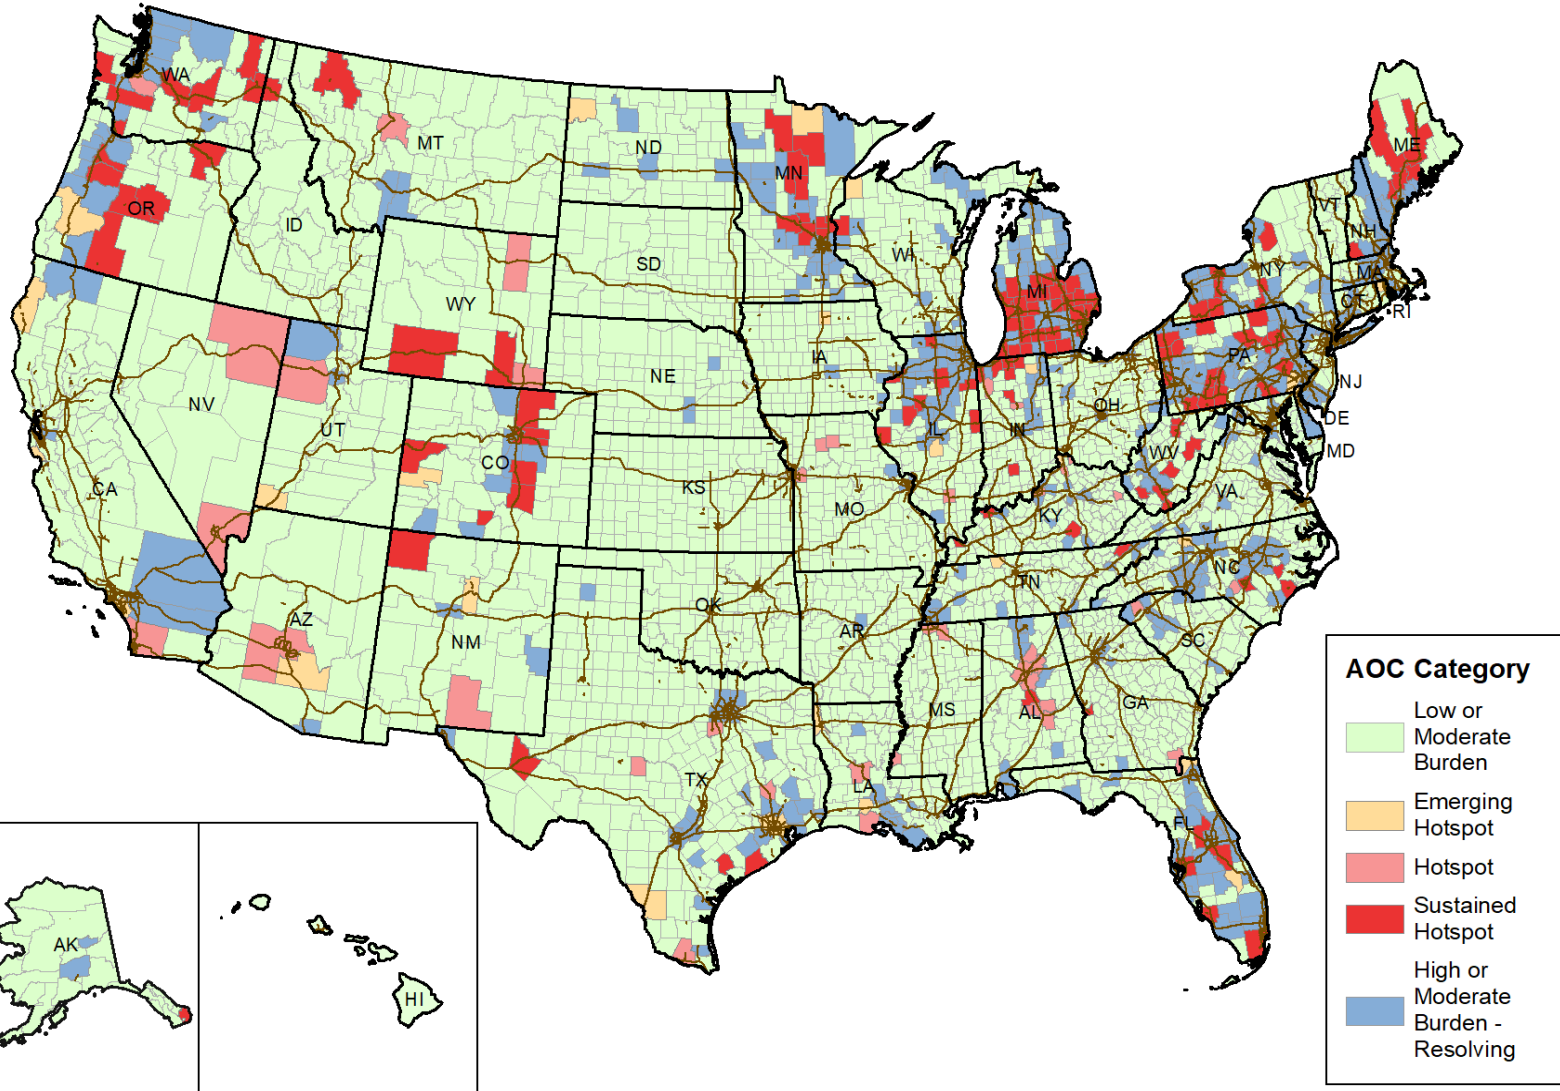 WA
MT
ND
MN
ME
OR
ID
SD
WI
MI
VT
NH
NY
MA
CT
RI
WY
IA
NE
PA
NJ
NV
UT
CO
IL
IN
OH
DE
MD
WV
CA
KS
MO
KY
VA
AZ
NM
OK
AR
TN
NC
SC
MS
AL
GA
TX
LA
FL
AK
HI
AOC Category
Low or
Moderate
Burden
Emerging
Hotspot
Hotspot
Sustained
Hotspot
High or
Moderate
Burden -
Resolving